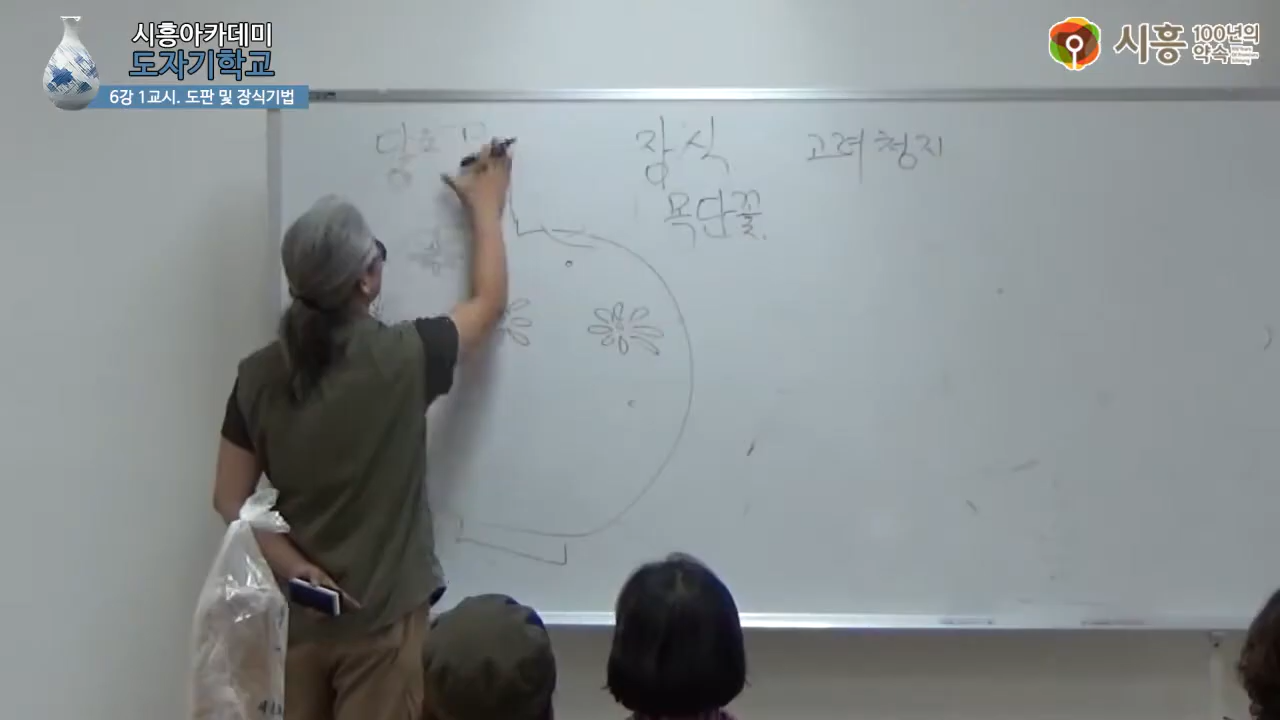 시흥아카데미
도자기학교
6강 1교시. 도판 및 장식기법
시흥 100년의 약속
장식 고려청자
목단꽃.